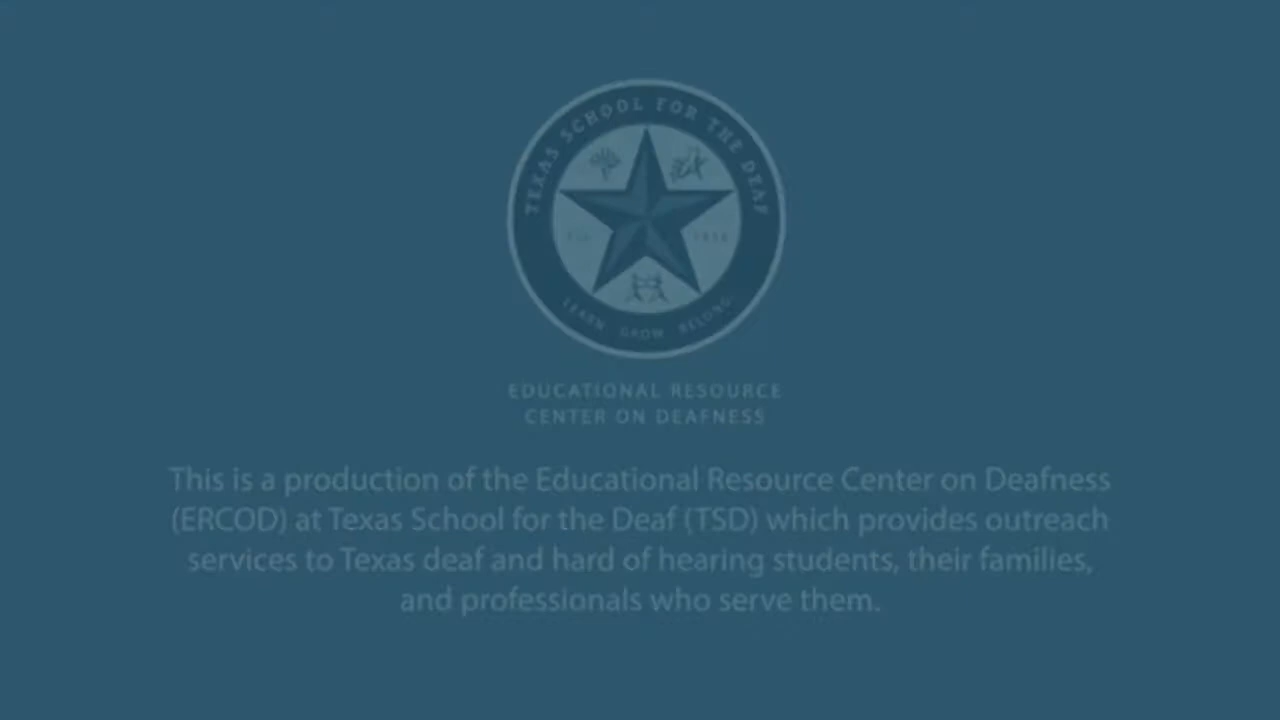 TEXAS SCHOOL FOR THE DEAF
LEARN GROW BELONG
EDUCATIONAL RESOURCE
CENTER ON DEAFNESS
This is a production of the Educational Resource Center on Deafness
(ERCOD) at Texas School for the Deaf (TSD) which provides outreach
services to Texas deaf and hard of hearing students, their families,
and professionals who serve them.